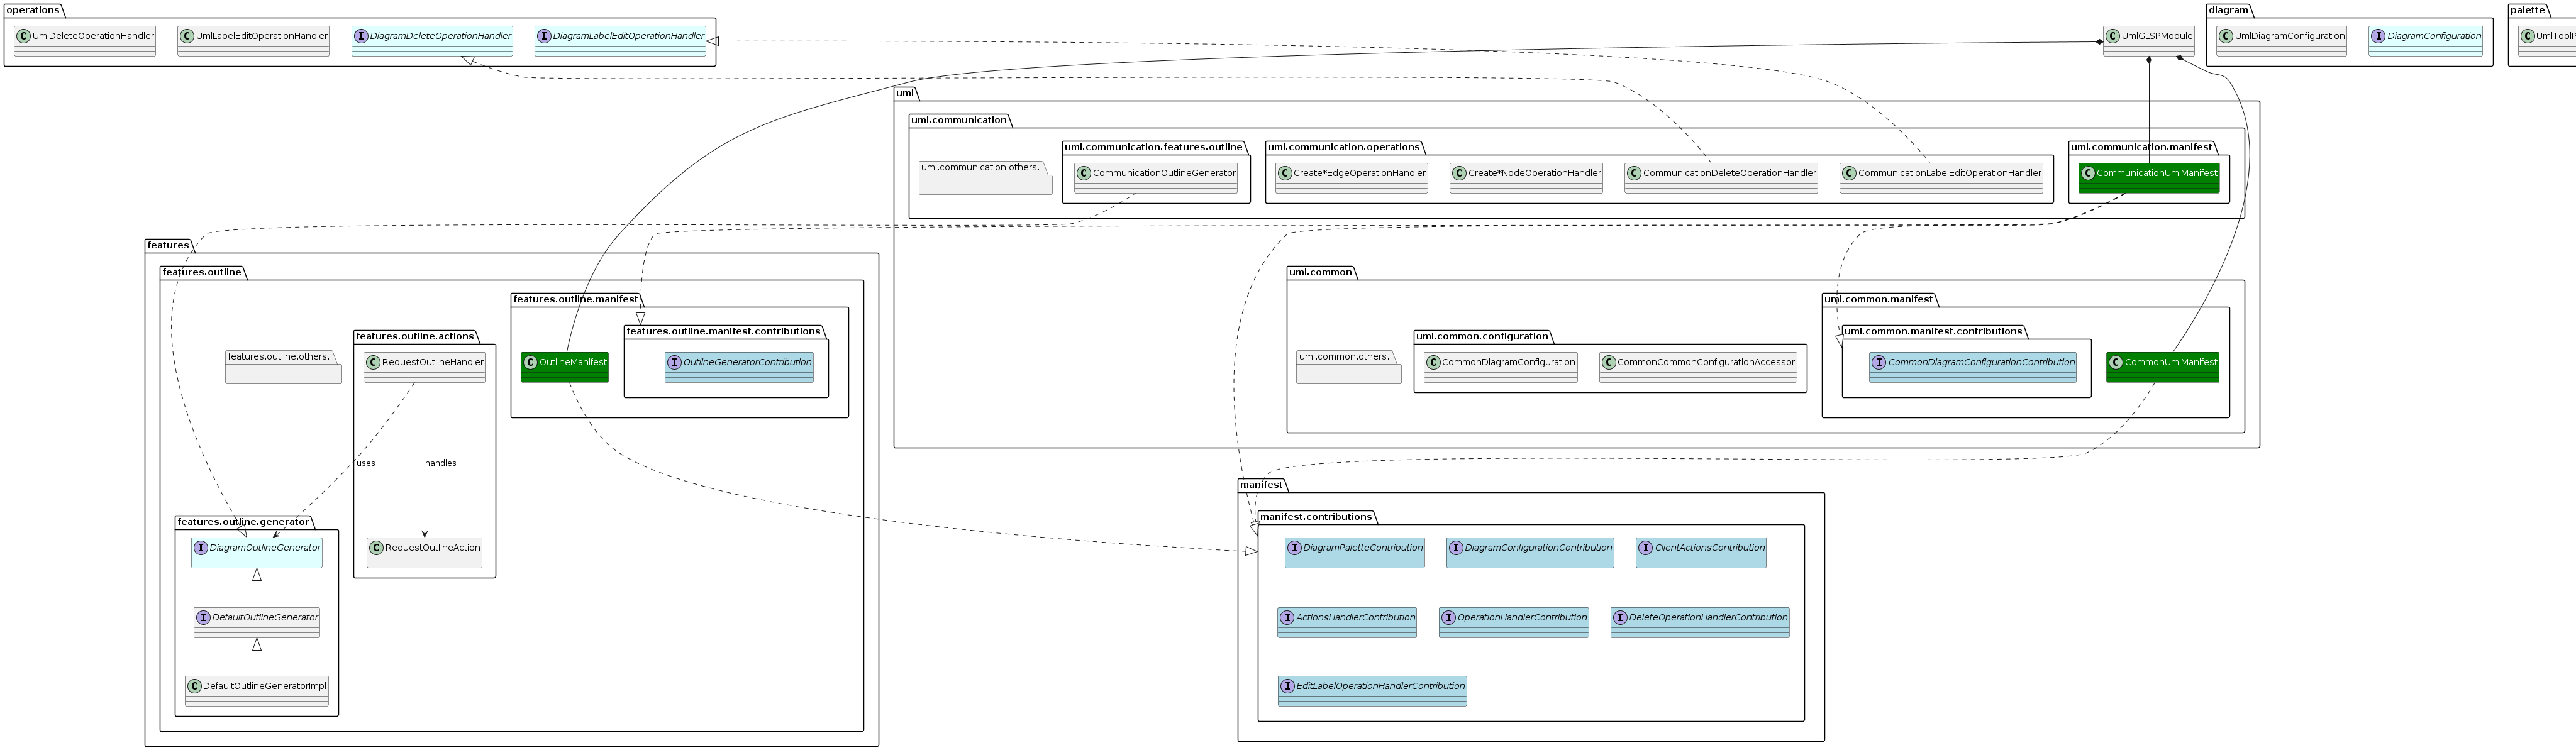 operations
UmlDeleteOperationHandler
UmlLabelEditOperationHandler
DiagramDeleteOperationHandler
DiagramLabelEditOperationHandler
UmlGLSPModule
diagram
UmlDiagramConfiguration
DiagramConfiguration
palette
uml
uml.communication
uml.communication.others..
uml.communication.features.outline
CommunicationOutlineGenerator
uml.communication.operations
Create*EdgeOperationHandler
Create*NodeOperationHandler
CommunicationDeleteOperationHandler
CommunicationLabelEditOperationHandler
uml.communication.manifest
CommunicationUmlManifest
features
features.outline
features.outline.others..
features.outline.actions
RequestOutlineHandler
features.outline.manifest
OutlineManifest
features.outline.manifest.contributions
OutlineGeneratorContribution
uml.common
uml.common.others..
uml.common.configuration
CommonDiagramConfiguration
CommonCommonConfigurationAccessor
uml.common.manifest
uml.common.manifest.contributions
CommonDiagramConfigurationContribution
CommonUmlManifest
uses
handles
features.outline.generator
DiagramOutlineGenerator
RequestOutlineAction
DefaultOutlineGenerator
DefaultOutlineGeneratorImpl
manifest
manifest.contributions
DiagramPaletteContribution
DiagramConfigurationContribution
ClientActionsContribution
ActionsHandlerContribution
OperationHandlerContribution
DeleteOperationHandlerContribution
EditLabelOperationHandlerContribution